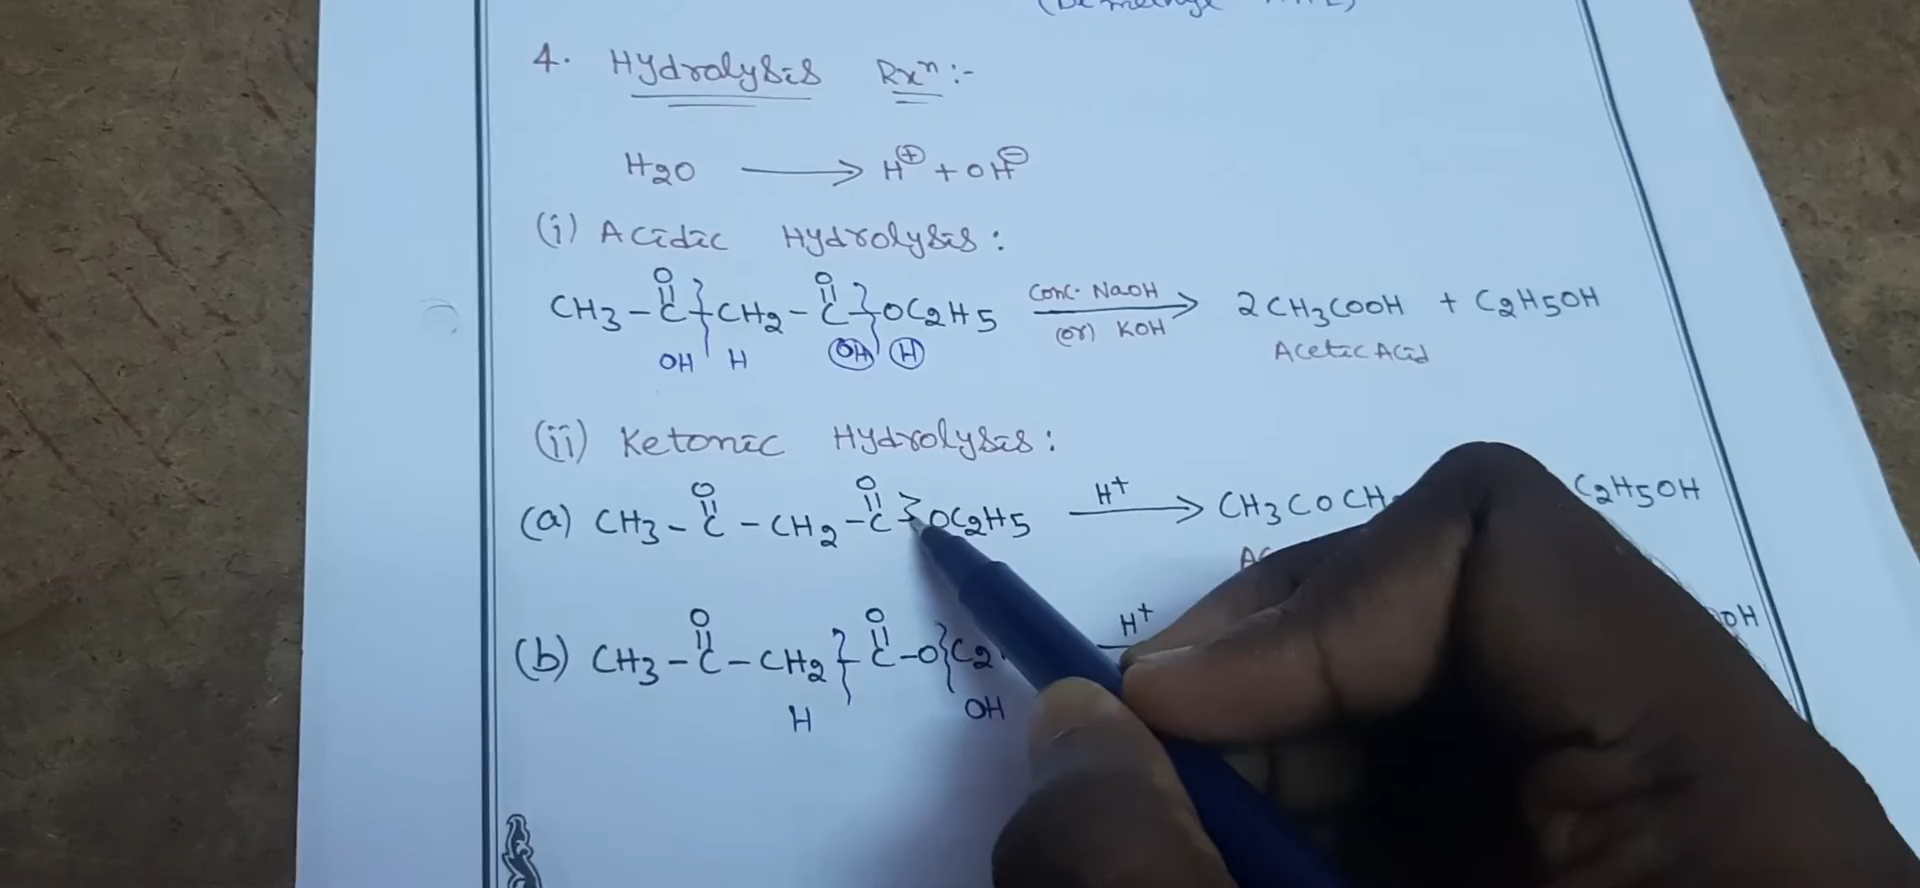 4. Hydrolysis Rxⁿ :-
H2O ⟶ H⊕ + OH⊖
(i) Acidic Hydrolysis :
O O
CH3 – C – CH2 – C – OC2H5 Conc. NaOH (or) KOH ⟶ 2CH3COOH + C2H5OH
OH H OH H Acetic Acid
(ii) Ketonic Hydrolysis :
O O
(a) CH3 – C – CH2 – C OC2H5 H+ ⟶ CH3COCH C2H5OH
O O
(b) CH3 – C – CH2 – C – O C2 H+ OH
H OH